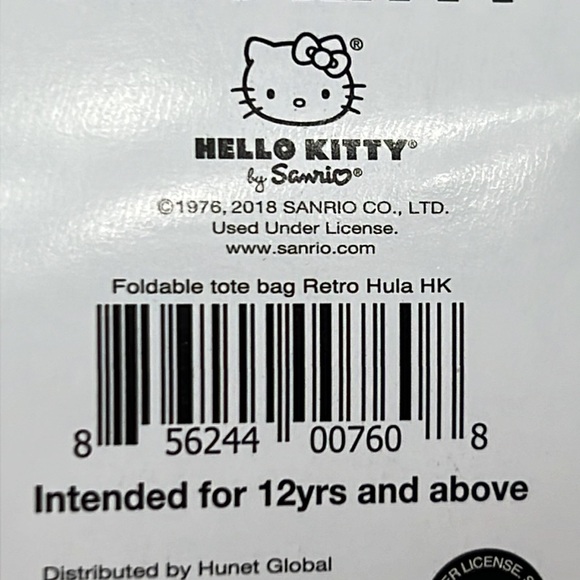 HELLO KITTY®
by Sanrio®
©1976, 2018 SANRIO CO., LTD.
Used Under License.
www.sanrio.com
Foldable tote bag Retro Hula HK
8 56244 00760 8
Intended for 12yrs and above
Distributed by Hunet Global
LICENSE